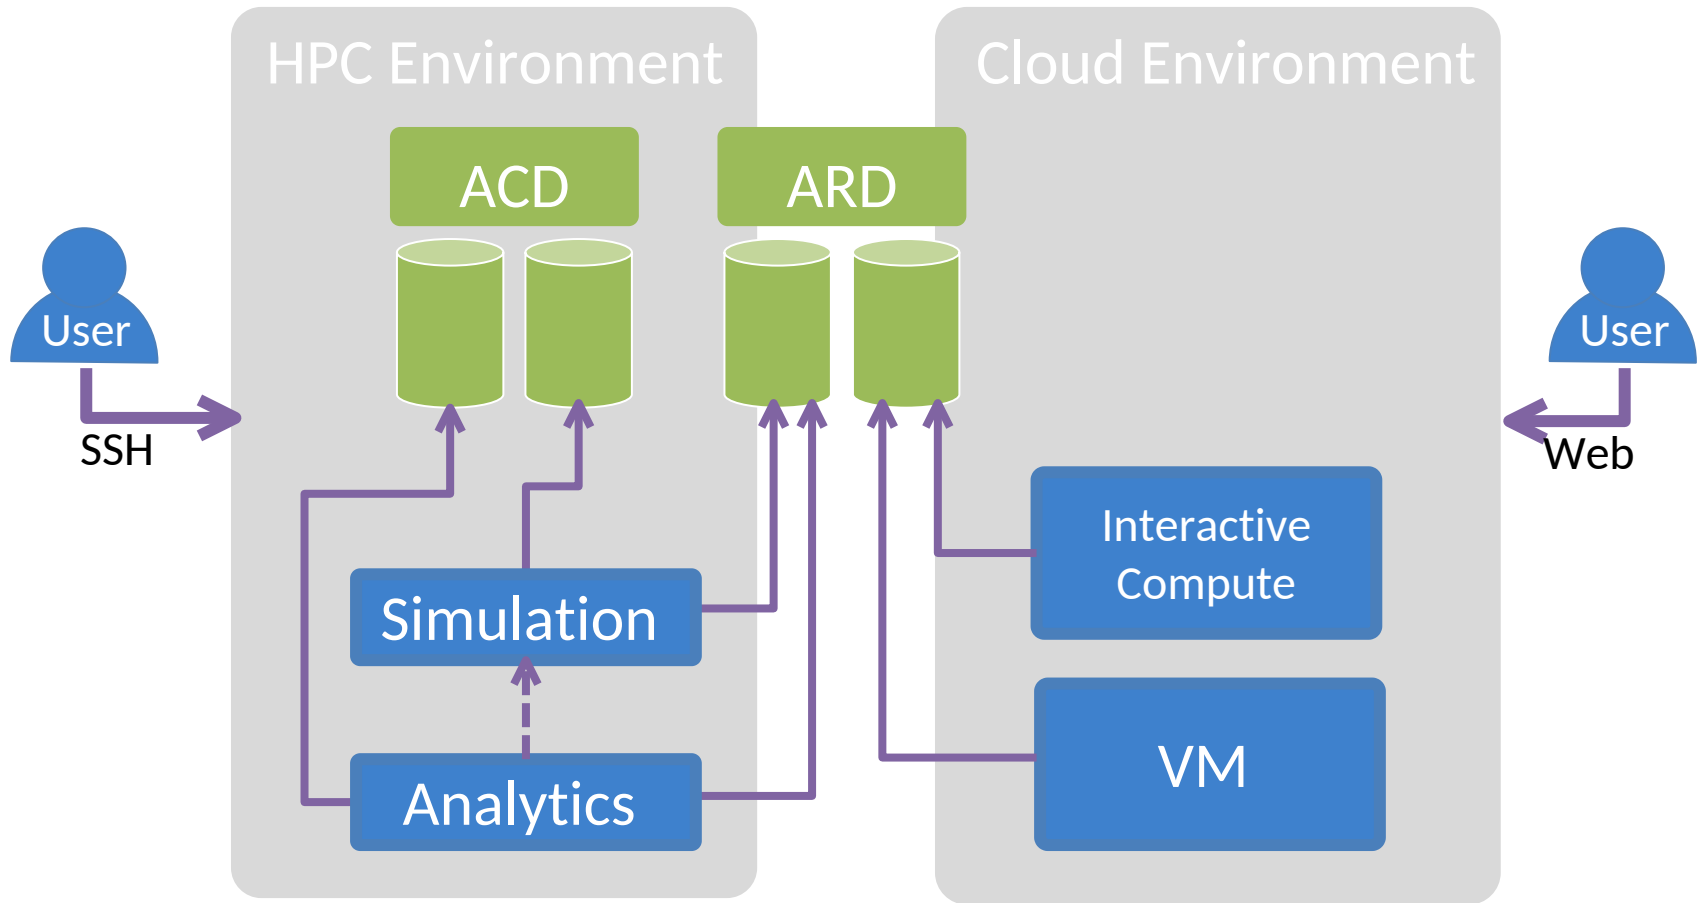 HPC Environment
Cloud Environment
ACD
ARD
User
User
SSH
Web
Interactive
Compute
Simulation
VM
Analytics